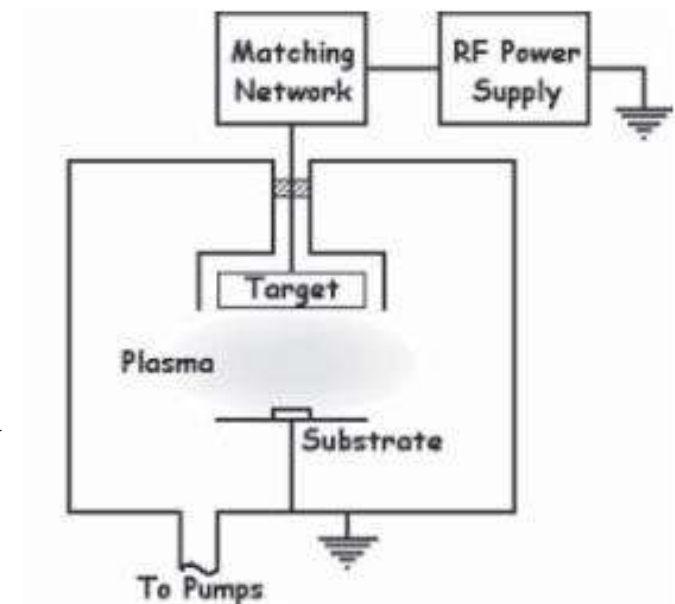 Matching
Network
RF Power
Supply
Target
Plasma
Substrate
To Pumps